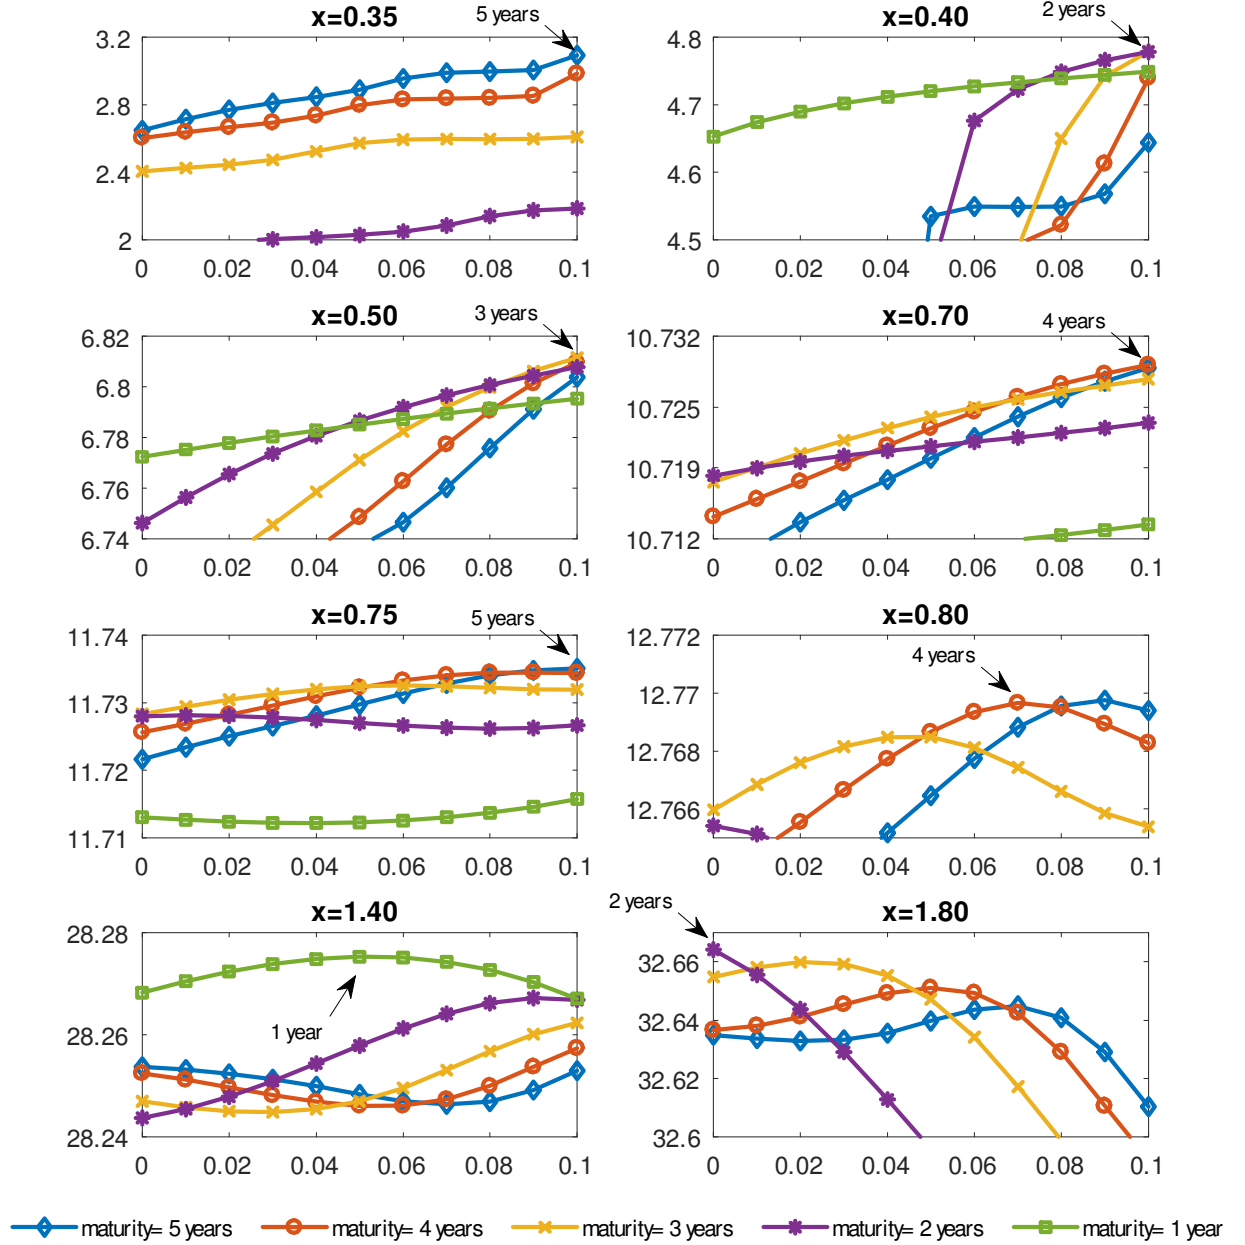 x=0.35
5 years
3.2
2.8
2.4
2
0 0.02 0.04 0.06 0.08 0.1
x=0.40
2 years
4.8
4.7
4.6
4.5
0 0.02 0.04 0.06 0.08 0.1
x=0.50
3 years
6.82
6.8
6.78
6.76
6.74
0 0.02 0.04 0.06 0.08 0.1
x=0.70
4 years
10.732
10.725
10.719
10.712
0 0.02 0.04 0.06 0.08 0.1
x=0.75
5 years
11.74
11.73
11.72
11.71
0 0.02 0.04 0.06 0.08 0.1
x=0.80
4 years
12.772
12.77
12.768
12.766
0 0.02 0.04 0.06 0.08 0.1
x=1.40
28.28
28.26
28.24
1 year
0 0.02 0.04 0.06 0.08 0.1
2 years
x=1.80
32.66
32.64
32.62
32.6
0 0.02 0.04 0.06 0.08 0.1
maturity= 5 years maturity= 4 years maturity= 3 years maturity= 2 years maturity= 1 year